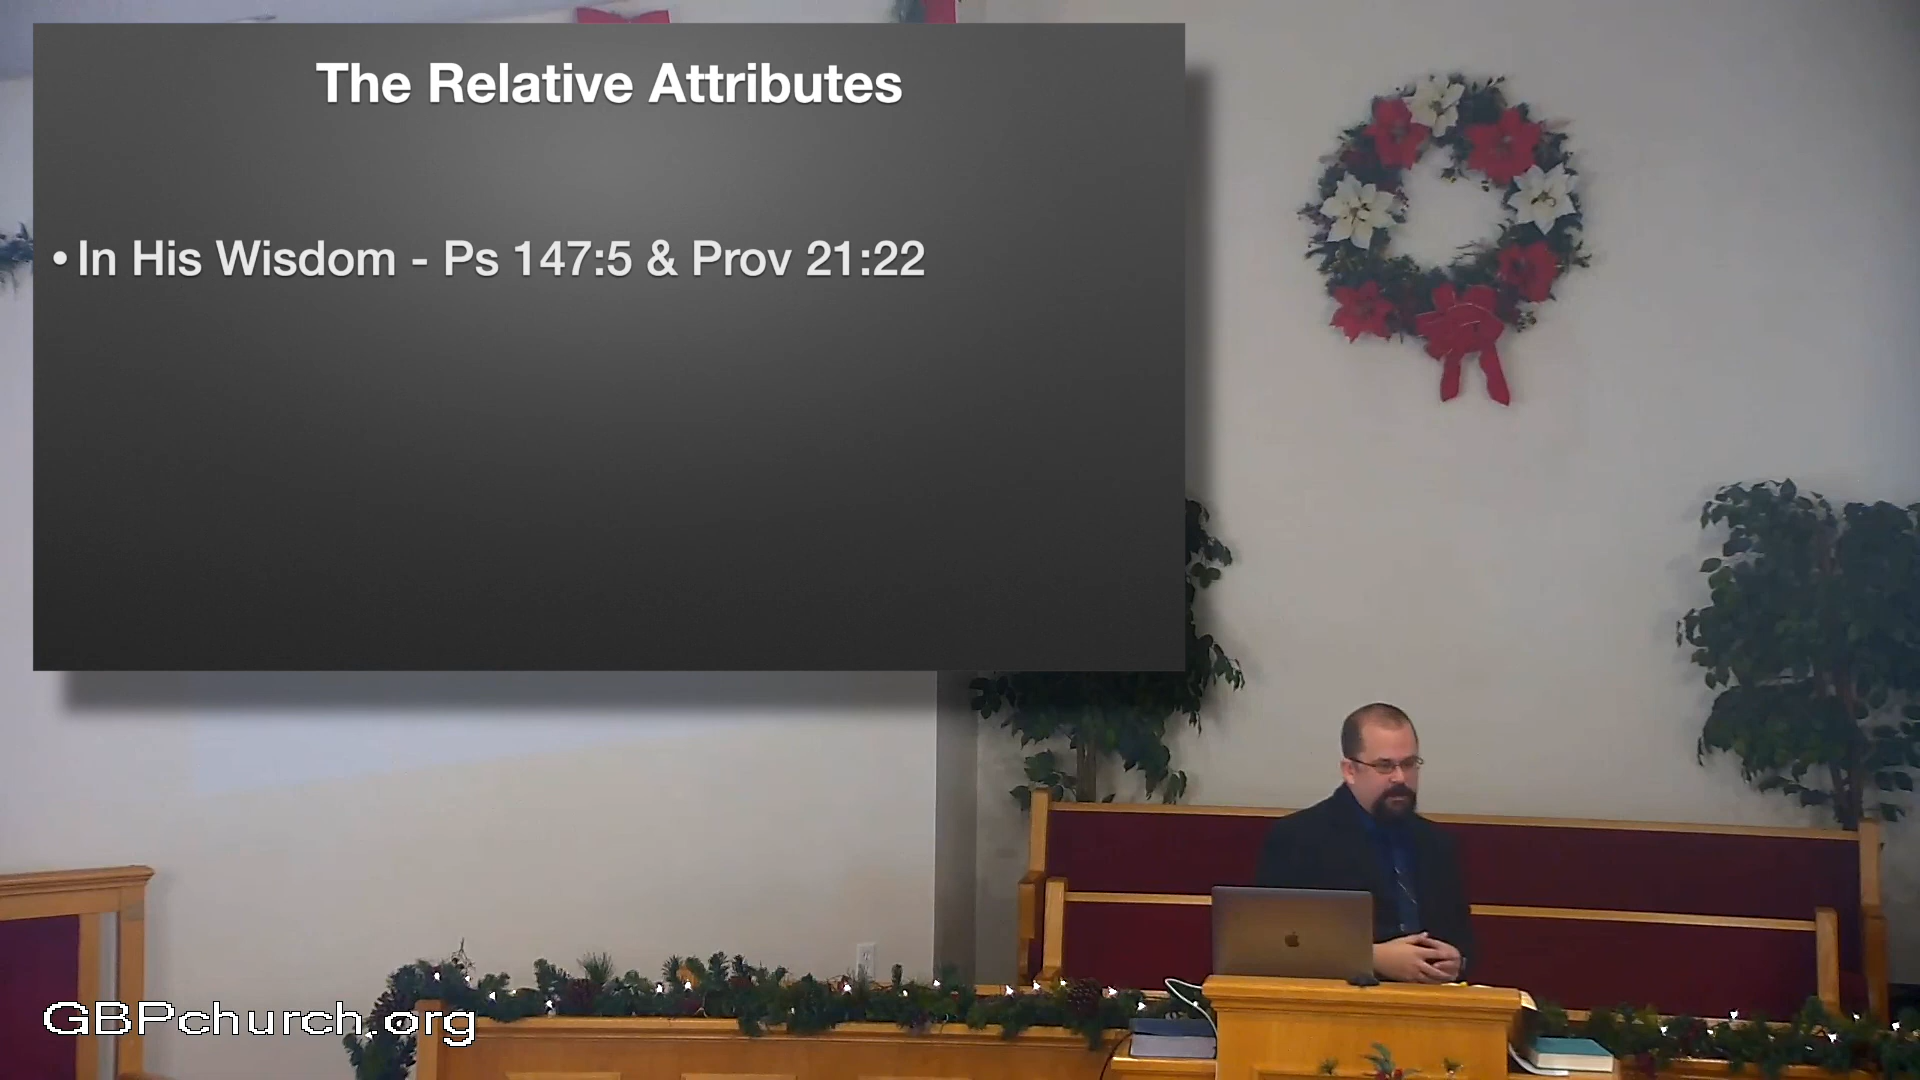 The Relative Attributes
• In His Wisdom - Ps 147:5 & Prov 21:22
GBPchurch.org